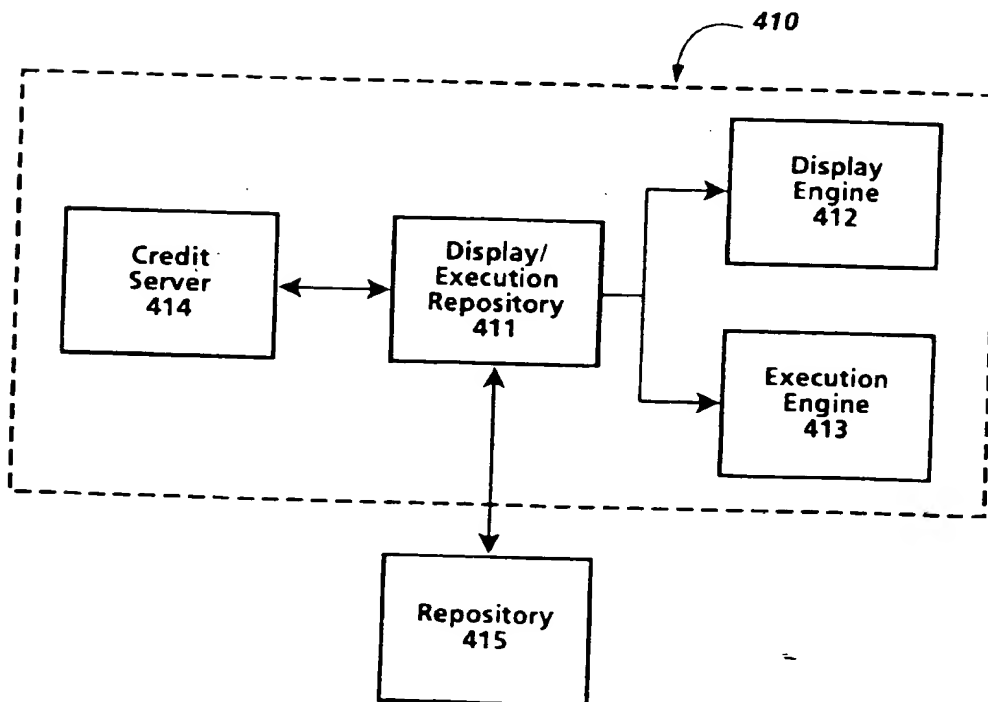 410
Display
Engine
412
Credit
Server
414
Display/
Execution
Repository
411
Execution
Engine
413
Repository
415